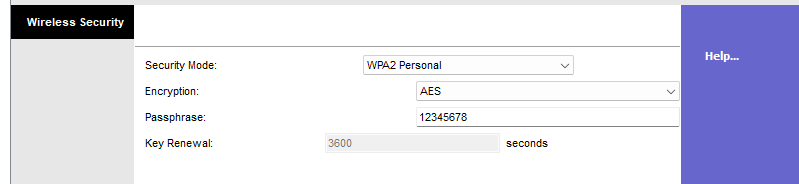 Wireless Security
Help...
Security Mode: WPA2 Personal
Encryption: AES
Passphrase: 12345678
Key Renewal: 3600 seconds